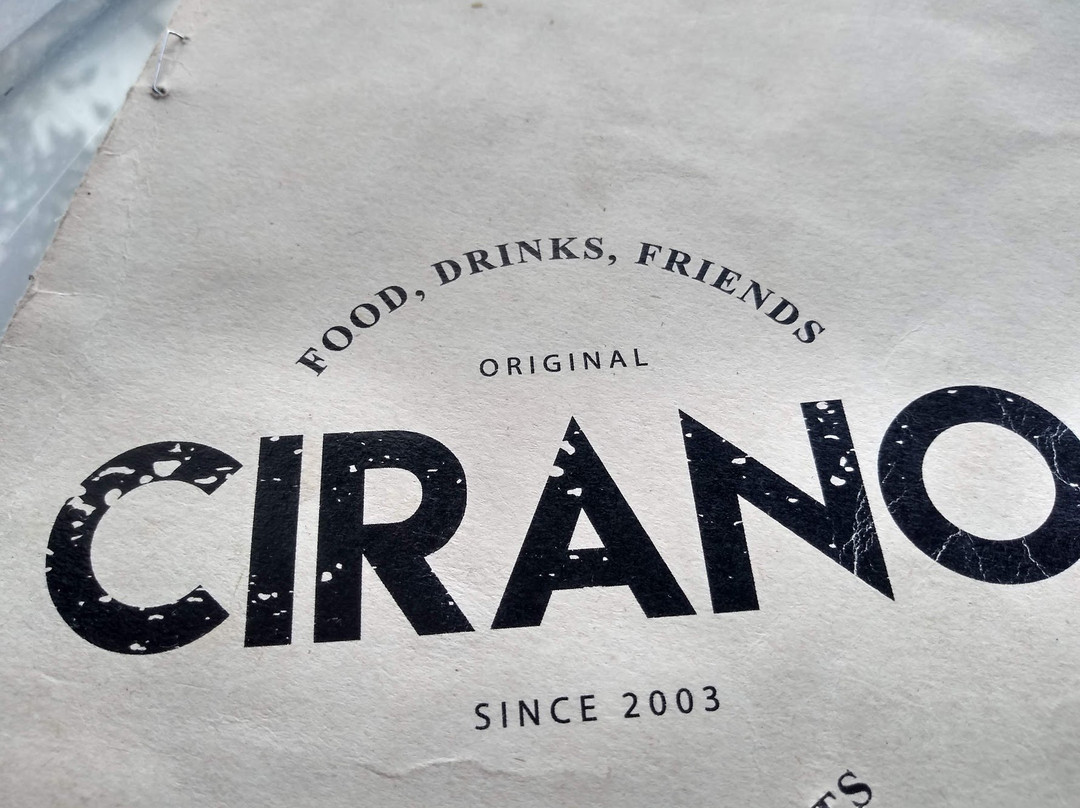 FOOD, DRINKS, FRIENDS
ORIGINAL
CIRANO
SINCE 2003